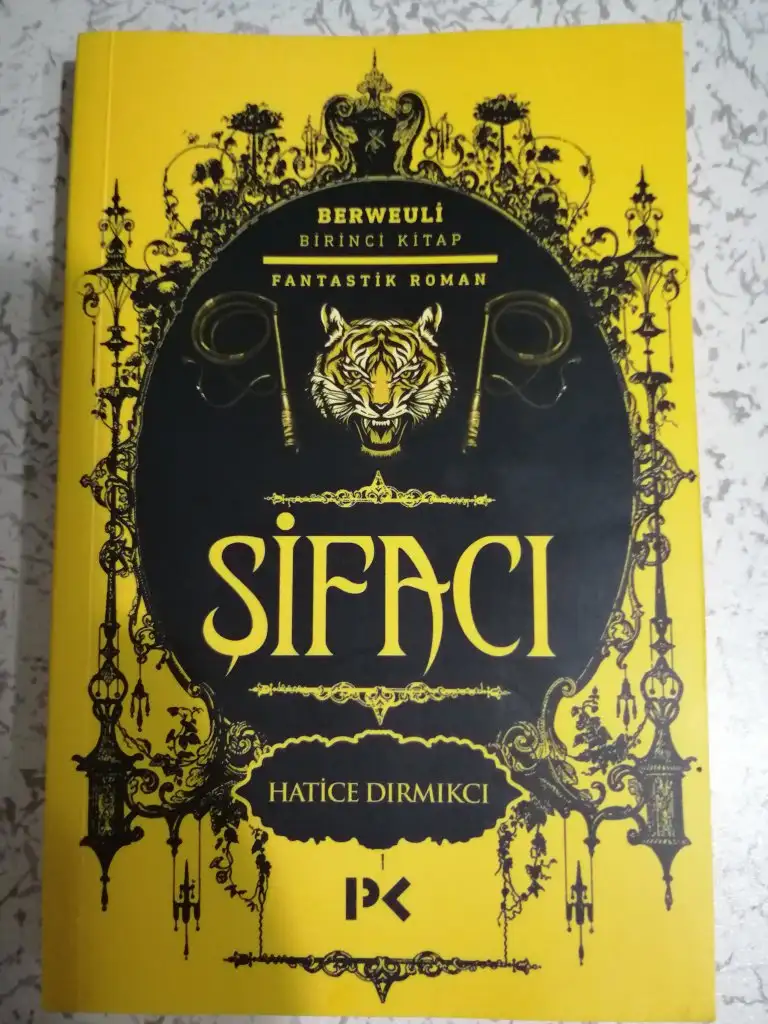 BERWEULİ
BİRİNCİ KİTAP
FANTASTİK ROMAN
ŞİFACI
HATİCE DIRMIKCI
PK